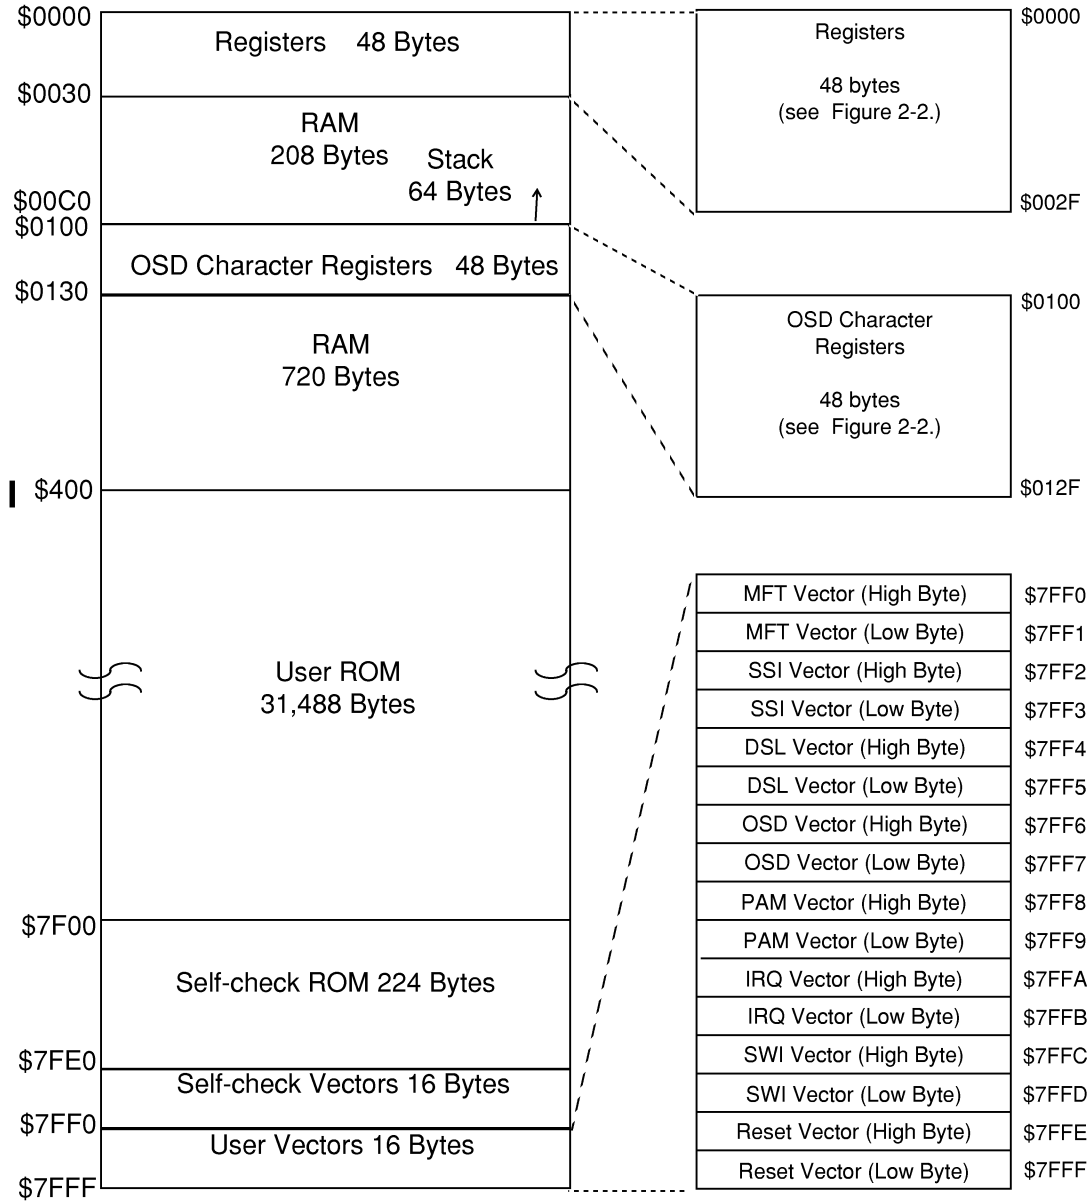 $0000
Registers 48 Bytes
$0030
RAM
208 Bytes
Stack
64 Bytes
$00C0
$0100
OSD Character Registers 48 Bytes
$0130
RAM
720 Bytes
$400
User ROM
31,488 Bytes
$7F00
Self-check ROM 224 Bytes
$7FE0
Self-check Vectors 16 Bytes
$7FF0
User Vectors 16 Bytes
$7FFF
Registers
$0000
48 bytes
(see Figure 2-2.)
$002F
OSD Character
Registers
$0100
48 bytes
(see Figure 2-2.)
$012F
MFT Vector (High Byte) $7FF0
MFT Vector (Low Byte) $7FF1
SSI Vector (High Byte) $7FF2
SSI Vector (Low Byte) $7FF3
DSL Vector (High Byte) $7FF4
DSL Vector (Low Byte) $7FF5
OSD Vector (High Byte) $7FF6
OSD Vector (Low Byte) $7FF7
PAM Vector (High Byte) $7FF8
PAM Vector (Low Byte) $7FF9
IRQ Vector (High Byte) $7FFA
IRQ Vector (Low Byte) $7FFB
SWI Vector (High Byte) $7FFC
SWI Vector (Low Byte) $7FFD
Reset Vector (High Byte) $7FFE
Reset Vector (Low Byte) $7FFF